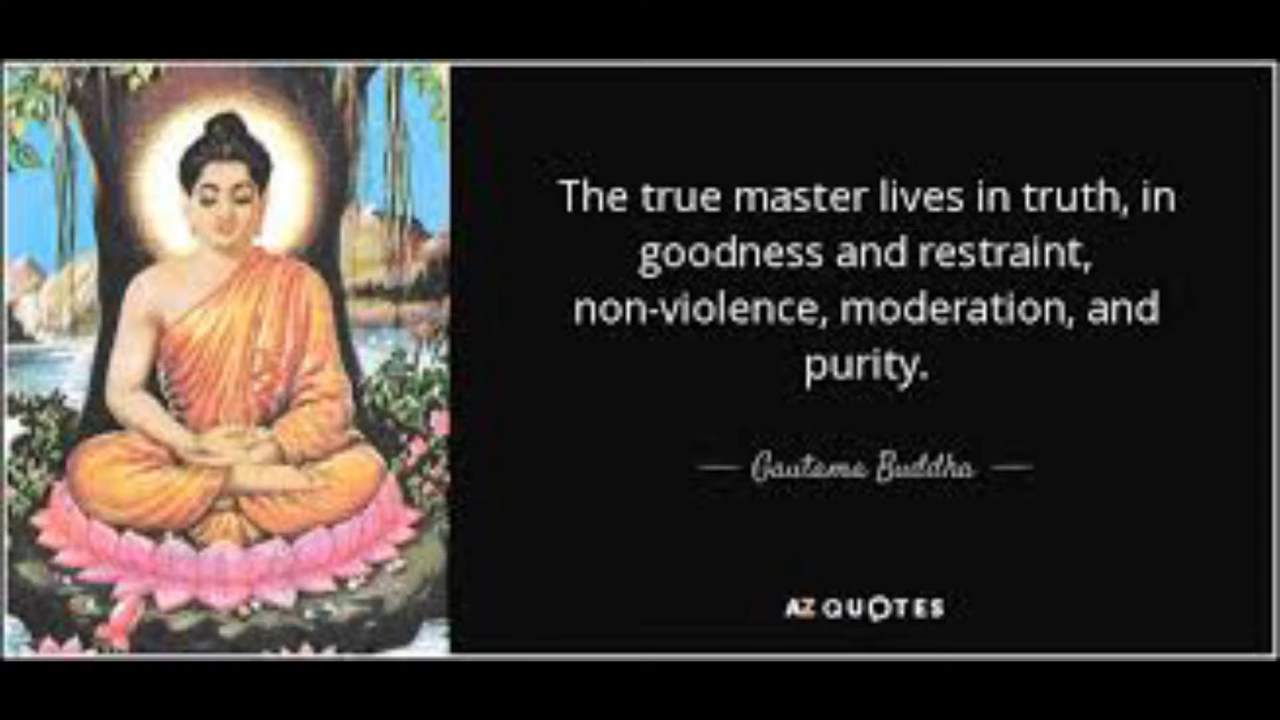 The true master lives in truth, in
goodness and restraint,
non-violence, moderation, and
purity.
— Gautama Buddha —
AZ QUOTES